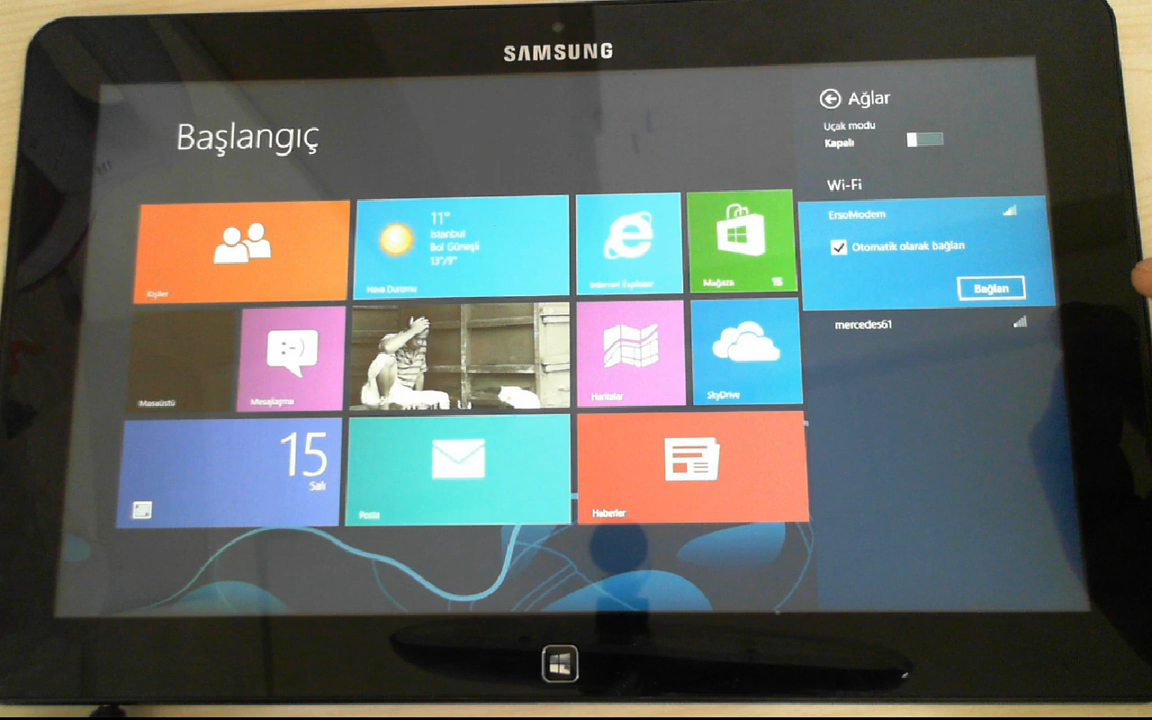 SAMSUNG
Başlangıç
Ağlar
Uçak modu
Kapalı
Wi-Fi
ErsoModem
Otomatik olarak bağlan
Bağlan
mercedes61
Kişiler
11°
İstanbul
Bol Güneşli
13°/9°
Hava Durumu
Internet Explorer
Mağaza
15
Masaüstü
Mesajlaşma
Haritalar
SkyDrive
15
Salı
Posta
Haberler